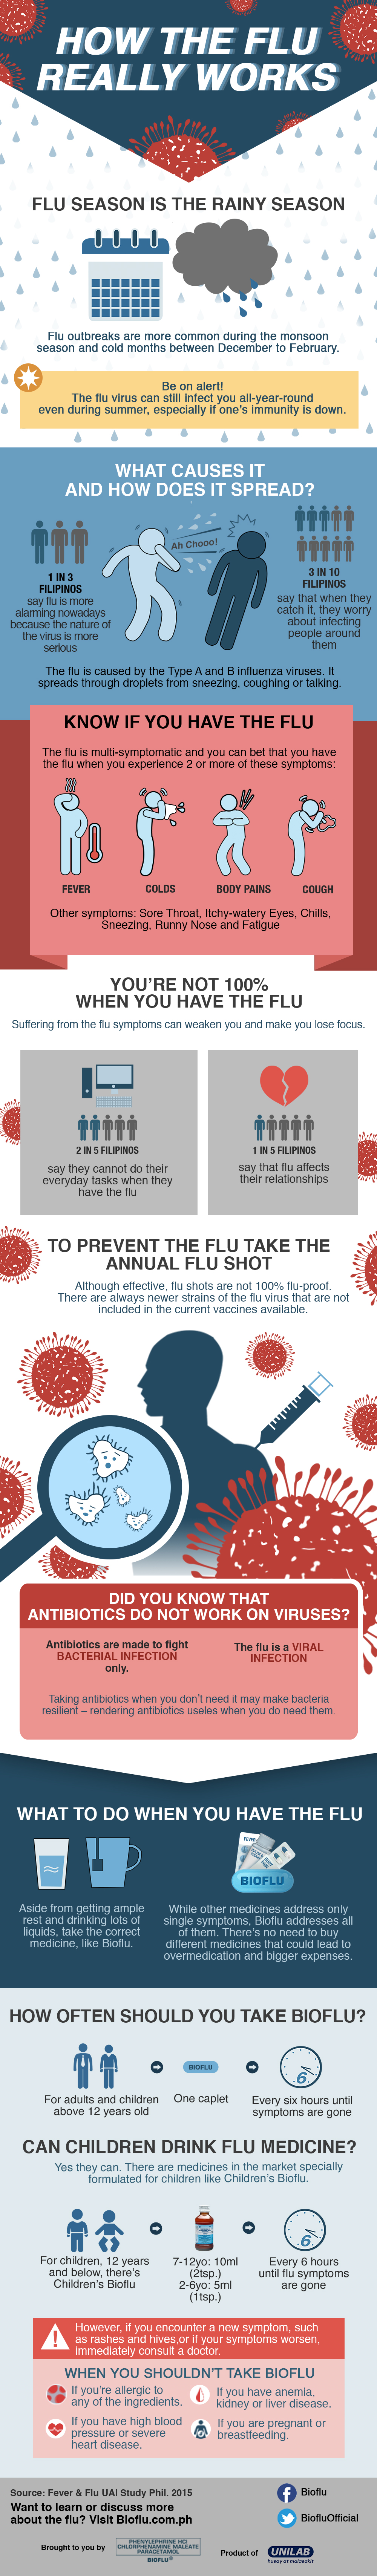 HOW THE FLU
REALLY WORKS
FLU SEASON IS THE RAINY SEASON
Flu outbreaks are more common during the monsoon
season and cold months between December to February.
Be on alert!
The flu virus can still infect you all-year-round
even during summer, especially if one's immunity is down.
WHAT CAUSES IT
AND HOW DOES IT SPREAD?
Ah Chooo!
1 IN 3
FILIPINOS
say flu is more
alarming nowadays
because the nature of
the virus is more
serious
3 IN 10
FILIPINOS
say that when they
catch it, they worry
about infecting
people around
them
The flu is caused by the Type A and B influenza viruses. It
spreads through droplets from sneezing, coughing or talking.
KNOW IF YOU HAVE THE FLU
The flu is multi-symptomatic and you can bet that you have
the flu when you experience 2 or more of these symptoms:
FEVER
COLDS
BODY PAINS
COUGH
Other symptoms: Sore Throat, Itchy-watery Eyes, Chills,
Sneezing, Runny Nose and Fatigue
YOU'RE NOT 100%
WHEN YOU HAVE THE FLU
Suffering from the flu symptoms can weaken you and make you lose focus.
2 IN 5 FILIPINOS
say they cannot do their
everyday tasks when they
have the flu
1 IN 5 FILIPINOS
say that flu affects
their relationships
TO PREVENT THE FLU TAKE THE
ANNUAL FLU SHOT
Although effective, flu shots are not 100% flu-proof.
There are always newer strains of the flu virus that are not
included in the current vaccines available.
DID YOU KNOW THAT
ANTIBIOTICS DO NOT WORK ON VIRUSES?
Antibiotics are made to fight
BACTERIAL INFECTION
only.
The flu is a VIRAL
INFECTION
Taking antibiotics when you don't need it may make bacteria
resilient – rendering antibiotics useles when you do need them.
WHAT TO DO WHEN YOU HAVE THE FLU
FEVER
BIOFLU
Aside from getting ample
rest and drinking lots of
liquids, take the correct
medicine, like Bioflu.
While other medicines address only
single symptoms, Bioflu addresses all
of them. There's no need to buy
different medicines that could lead to
overmedication and bigger expenses.
HOW OFTEN SHOULD YOU TAKE BIOFLU?
BIOFLU
6
For adults and children
above 12 years old
One caplet
Every six hours until
symptoms are gone
CAN CHILDREN DRINK FLU MEDICINE?
Yes they can. There are medicines in the market specially
formulated for children like Children's Bioflu.
6
For children, 12 years
and below, there's
Children's Bioflu
7-12yo: 10ml
(2tsp.)
2-6yo: 5ml
(1tsp.)
Every 6 hours
until flu symptoms
are gone
However, if you encounter a new symptom, such
as rashes and hives,or if your symptoms worsen,
immediately consult a doctor.
WHEN YOU SHOULDN'T TAKE BIOFLU
If you're allergic to
any of the ingredients.
If you have anemia,
kidney or liver disease.
If you have high blood
pressure or severe
heart disease.
If you are pregnant or
breastfeeding.
Source: Fever & Flu UAI Study Phil. 2015
Want to learn or discuss more
about the flu? Visit Bioflu.com.ph
Bioflu
BiofluOfficial
Brought to you by
PHENYLEPHRINE HCl
CHLORPHENAMINE MALEATE
PARACETAMOL
BIOFLU®
Product of
UNILAB
huwag at malasakit